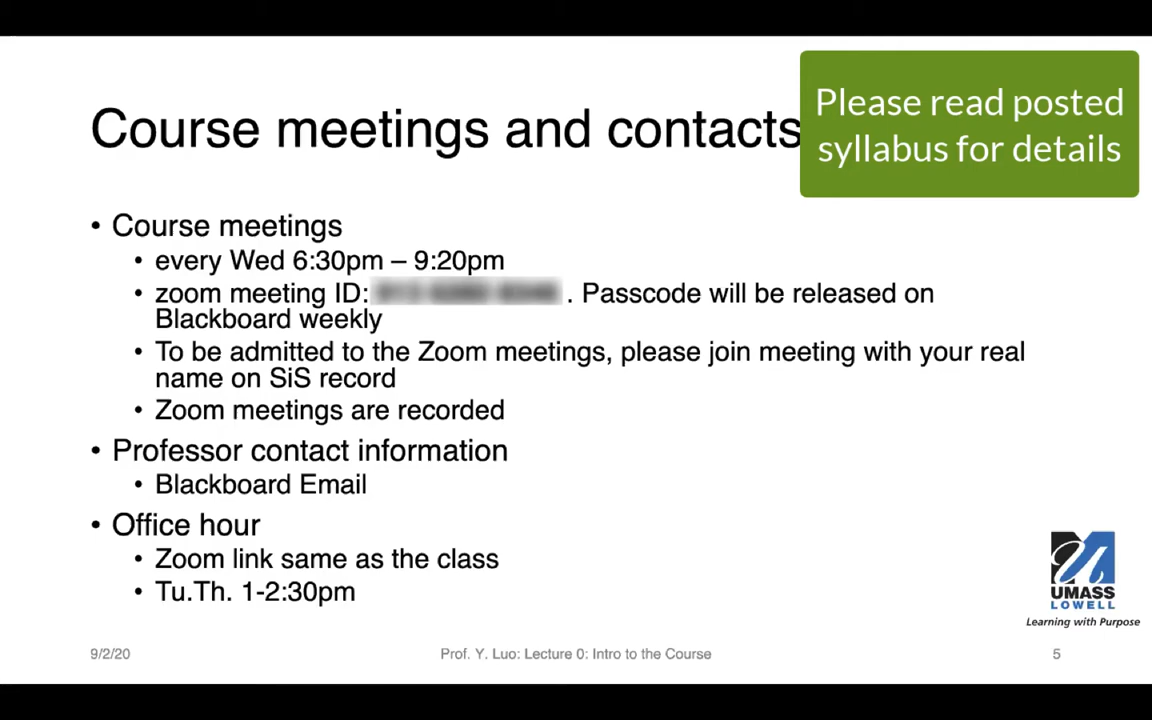 Please read posted
syllabus for details
Course meetings and contacts
• Course meetings
• every Wed 6:30pm – 9:20pm
• zoom meeting ID: . Passcode will be released on
Blackboard weekly
• To be admitted to the Zoom meetings, please join meeting with your real
name on SiS record
• Zoom meetings are recorded
• Professor contact information
• Blackboard Email
• Office hour
• Zoom link same as the class
• Tu.Th. 1-2:30pm
UMASS
LOWELL
Learning with Purpose
9/2/20
Prof. Y. Luo: Lecture 0: Intro to the Course
5